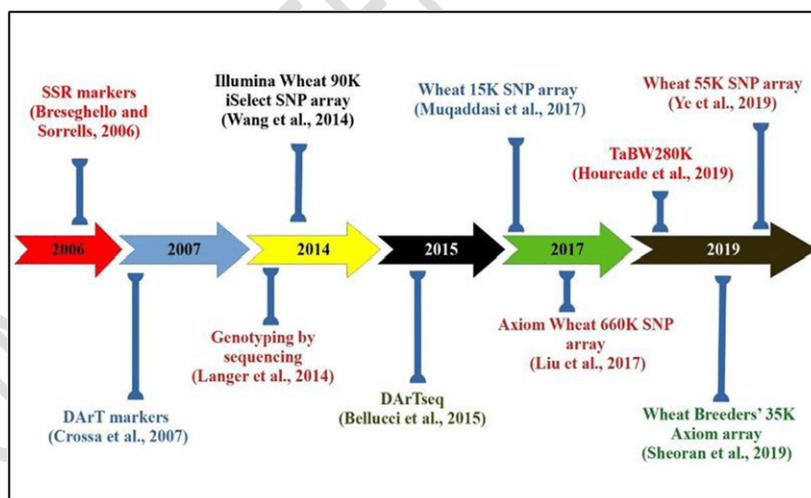 SSR markers
(Breseghello and
Sorrells, 2006)
Illumina Wheat 90K
iSelect SNP array
(Wang et al., 2014)
Wheat 15K SNP array
(Muqaddasi et al., 2017)
Wheat 55K SNP array
(Ye et al., 2019)
TaBW280K
(Hourcade et al., 2019)
2006
2007
2014
2015
2017
2019
DArT markers
(Crossa et al., 2007)
Genotyping by
sequencing
(Langer et al., 2014)
DArTseq
(Bellucci et al., 2015)
Axiom Wheat 660K SNP
array
(Liu et al., 2017)
Wheat Breeders' 35K
Axiom array
(Sheoran et al., 2019)